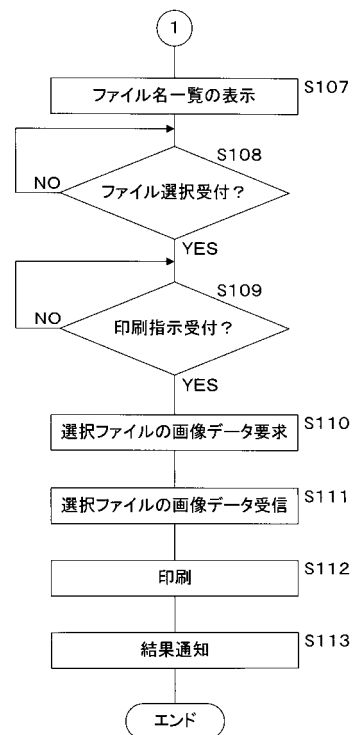 1
ファイル名一覧の表示
S107
S108
ファイル選択受付？
NO
YES
S109
印刷指示受付？
NO
YES
選択ファイルの画像データ要求
S110
選択ファイルの画像データ受信
S111
印刷
S112
結果通知
S113
エンド